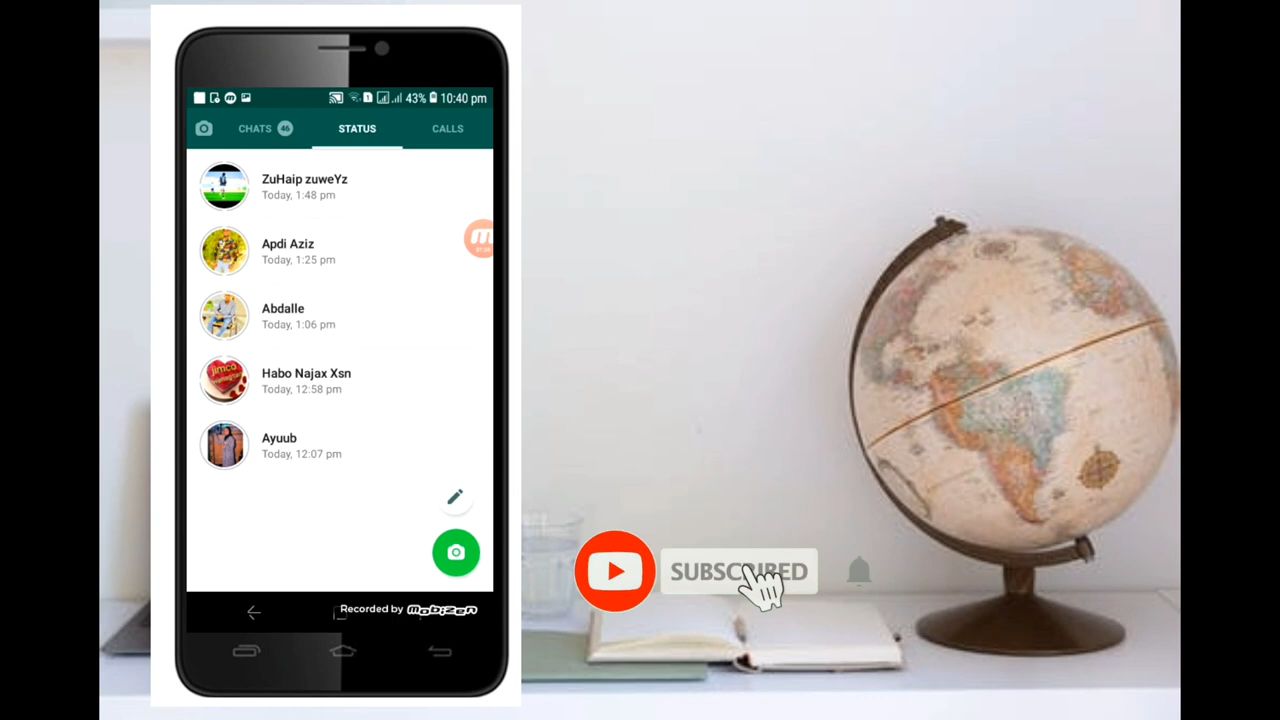 43% 10:40 pm
CHATS 46 STATUS CALLS
ZuHaip zuweYz
Today, 1:48 pm
Apdi Aziz
Today, 1:25 pm
Abdalle
Today, 1:06 pm
Habo Najax Xsn
Today, 12:58 pm
Ayuub
Today, 12:07 pm
Recorded by mobizen
SUBSCRIBED